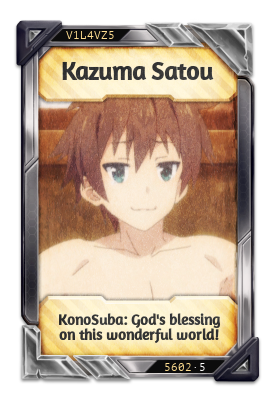 V1L4VZ5
Kazuma Satou
KonoSuba: God's blessing
on this wonderful world!
5602·5